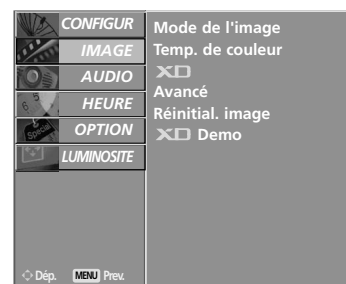 CONFIGUR
IMAGE
AUDIO
HEURE
OPTION
LUMINOSITE
Mode de l'image
Temp. de couleur
XD
Avancé
Réinitial. image
XD Demo
Dép. MENU Prev.